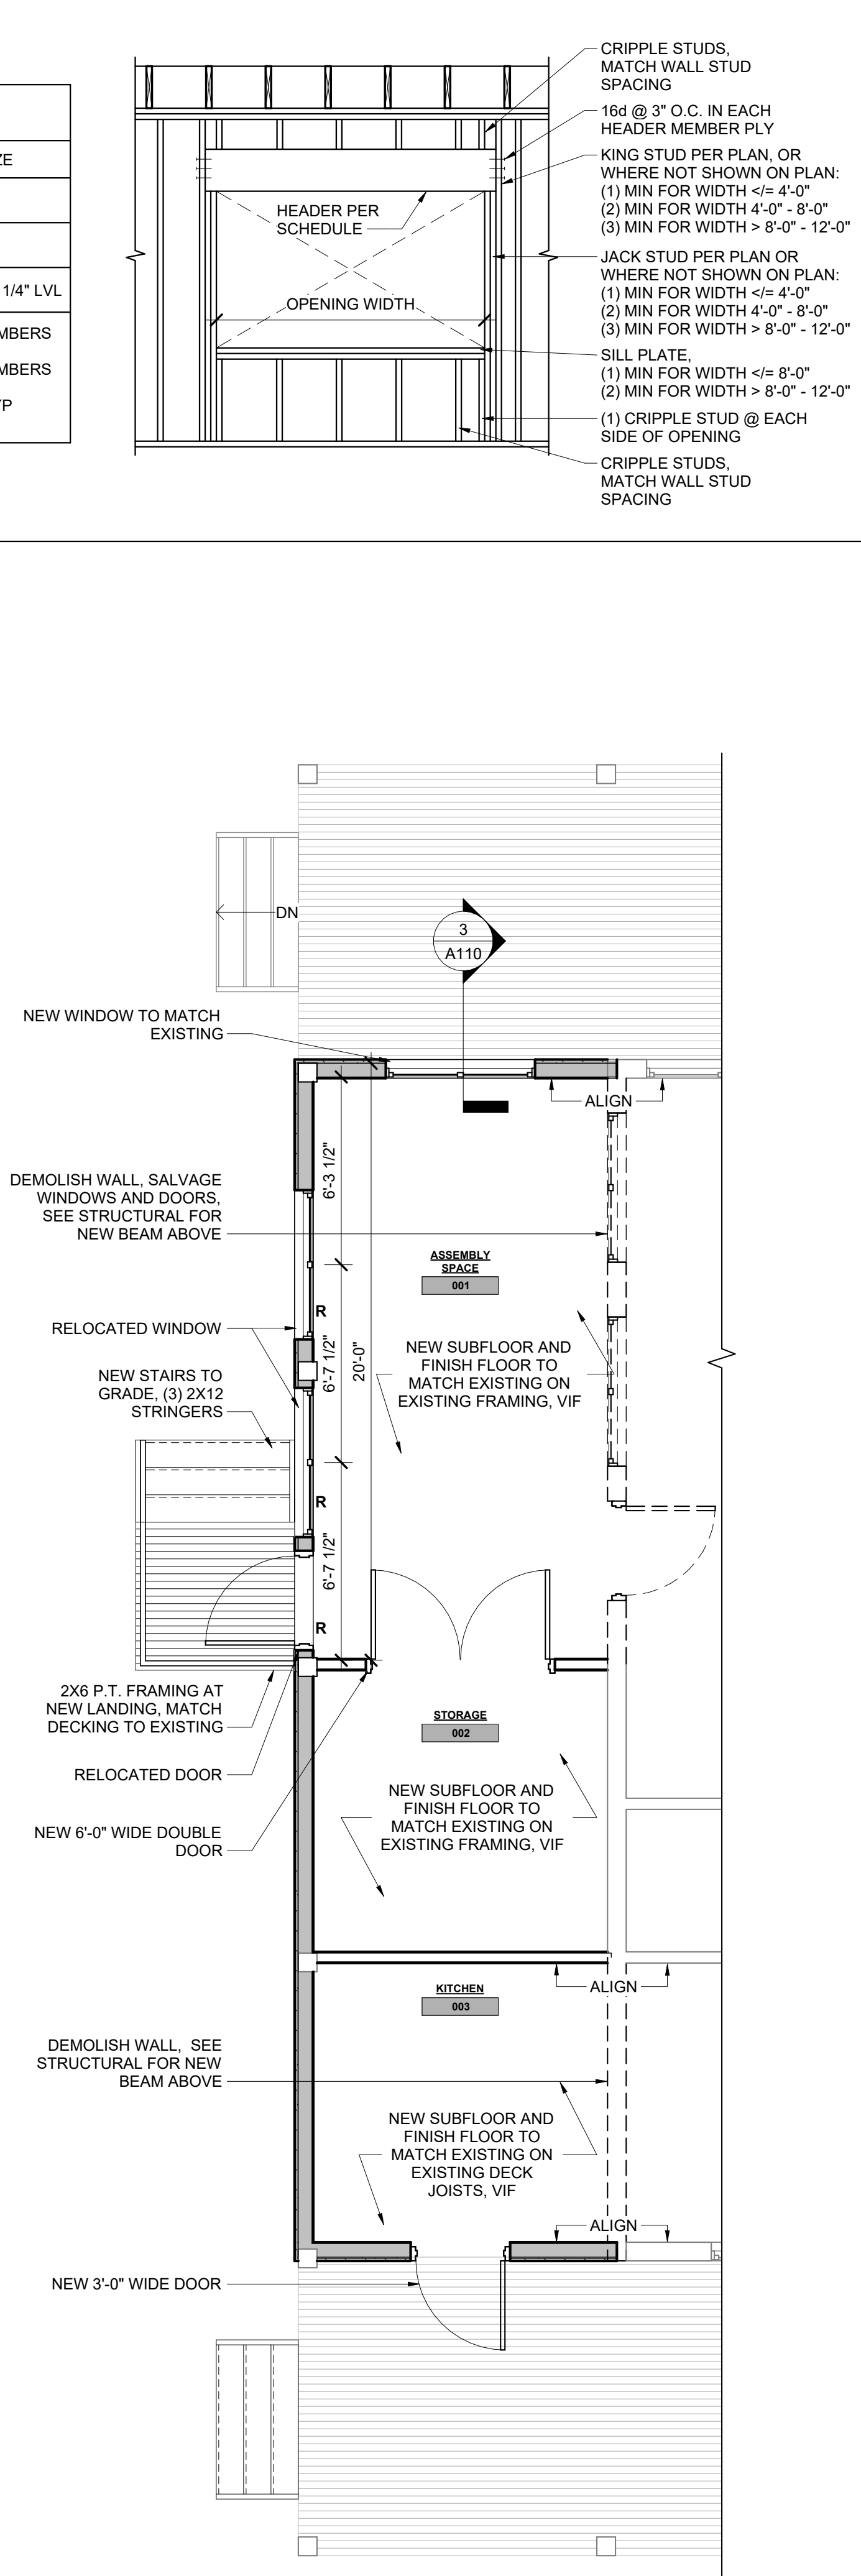 ZE
1/4" LVL
MBERS
MBERS
YP
HEADER PER
SCHEDULE
OPENING WIDTH
CRIPPLE STUDS,
MATCH WALL STUD
SPACING
16d @ 3" O.C. IN EACH
HEADER MEMBER PLY
KING STUD PER PLAN, OR
WHERE NOT SHOWN ON PLAN:
(1) MIN FOR WIDTH </= 4'-0"
(2) MIN FOR WIDTH 4'-0" - 8'-0"
(3) MIN FOR WIDTH > 8'-0" - 12'-0"
JACK STUD PER PLAN OR
WHERE NOT SHOWN ON PLAN:
(1) MIN FOR WIDTH </= 4'-0"
(2) MIN FOR WIDTH 4'-0" - 8'-0"
(3) MIN FOR WIDTH > 8'-0" - 12'-0"
SILL PLATE,
(1) MIN FOR WIDTH </= 8'-0"
(2) MIN FOR WIDTH > 8'-0" - 12'-0"
(1) CRIPPLE STUD @ EACH
SIDE OF OPENING
CRIPPLE STUDS,
MATCH WALL STUD
SPACING
DN
3
A110
NEW WINDOW TO MATCH
EXISTING
ALIGN
6'-3 1/2"
DEMOLISH WALL, SALVAGE
WINDOWS AND DOORS,
SEE STRUCTURAL FOR
NEW BEAM ABOVE
ASSEMBLY
SPACE
001
R
RELOCATED WINDOW
6'-7 1/2"
20'-0"
NEW SUBFLOOR AND
FINISH FLOOR TO
MATCH EXISTING ON
EXISTING FRAMING, VIF
NEW STAIRS TO
GRADE, (3) 2X12
STRINGERS
R
6'-7 1/2"
R
2X6 P.T. FRAMING AT
NEW LANDING, MATCH
DECKING TO EXISTING
STORAGE
002
RELOCATED DOOR
NEW SUBFLOOR AND
FINISH FLOOR TO
MATCH EXISTING ON
EXISTING FRAMING, VIF
NEW 6'-0" WIDE DOUBLE
DOOR
ALIGN
KITCHEN
003
DEMOLISH WALL, SEE
STRUCTURAL FOR NEW
BEAM ABOVE
NEW SUBFLOOR AND
FINISH FLOOR TO
MATCH EXISTING ON
EXISTING DECK
JOISTS, VIF
ALIGN
NEW 3'-0" WIDE DOOR